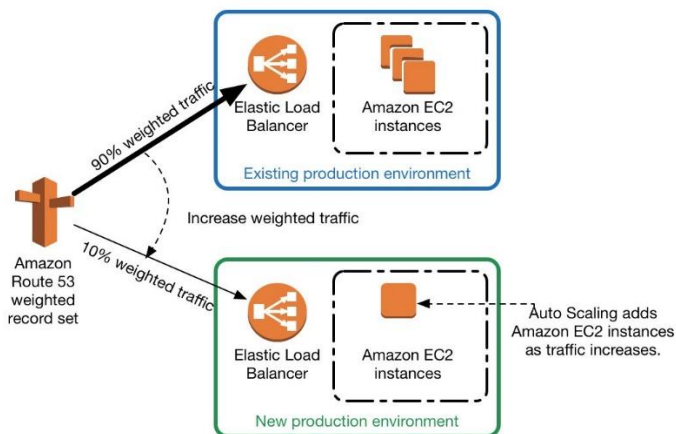 90% weighted traffic
Elastic Load
Balancer
Amazon EC2
instances
Existing production environment
Increase weighted traffic
Amazon
Route 53
weighted
record set
10% weighted traffic
Elastic Load
Balancer
Amazon EC2
instances
Auto Scaling adds
Amazon EC2 instances
as traffic increases.
New production environment